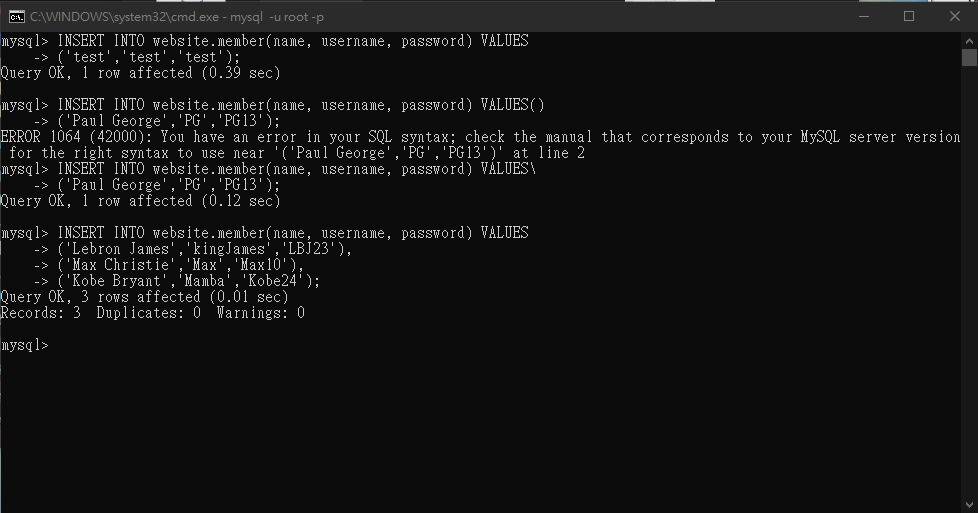 C:\WINDOWS\system32\cmd.exe - mysql -u root -p
mysql> INSERT INTO website.member(name, username, password) VALUES
    -> ('test','test','test');
Query OK, 1 row affected (0.39 sec)
mysql> INSERT INTO website.member(name, username, password) VALUES()
    -> ('Paul George','PG','PG13');
ERROR 1064 (42000): You have an error in your SQL syntax; check the manual that corresponds to your MySQL server version
 for the right syntax to use near '('Paul George','PG','PG13')' at line 2
mysql> INSERT INTO website.member(name, username, password) VALUES\
    -> ('Paul George','PG','PG13');
Query OK, 1 row affected (0.12 sec)
mysql> INSERT INTO website.member(name, username, password) VALUES
    -> ('Lebron James','kingJames','LBJ23'),
    -> ('Max Christie','Max','Max10'),
    -> ('Kobe Bryant','Mamba','Kobe24');
Query OK, 3 rows affected (0.01 sec)
Records: 3  Duplicates: 0  Warnings: 0
mysql>